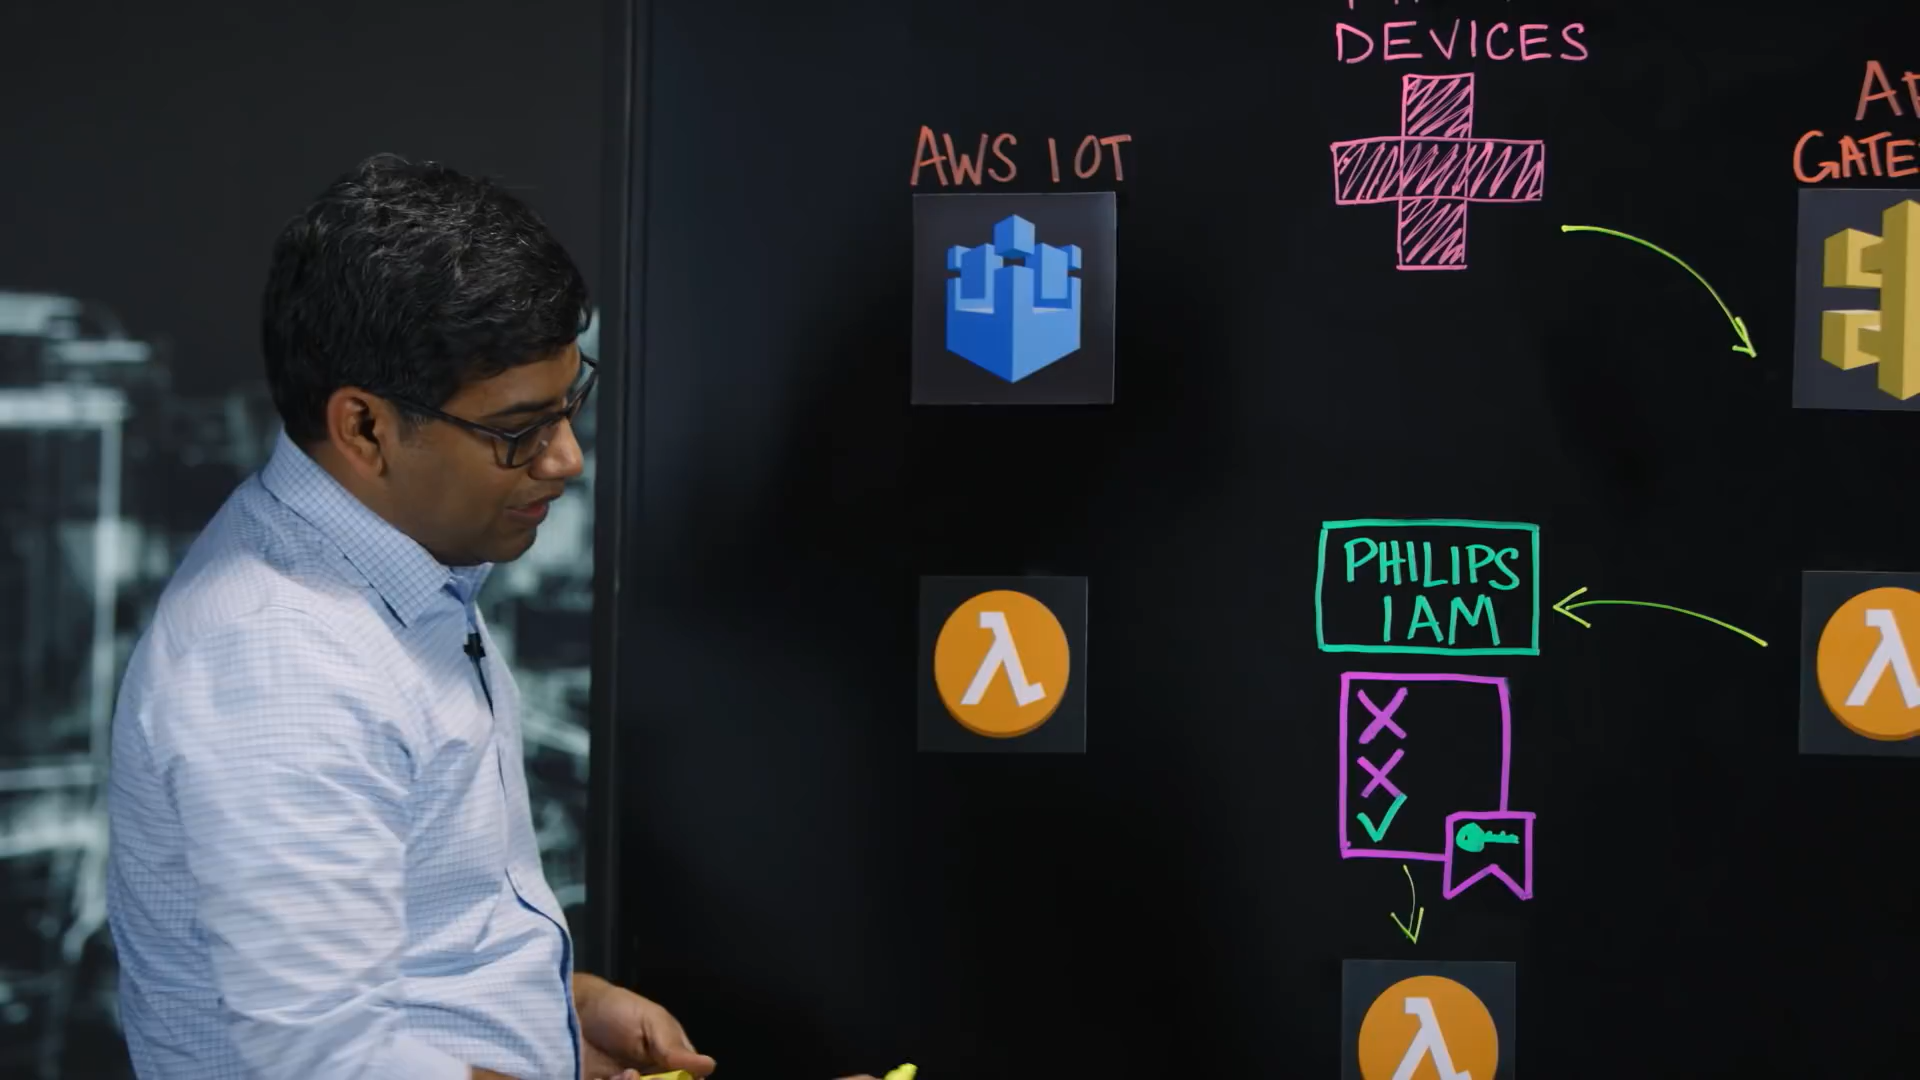 DEVICES
AWS IOT
PHILIPS
IAM
λ
λ
λ